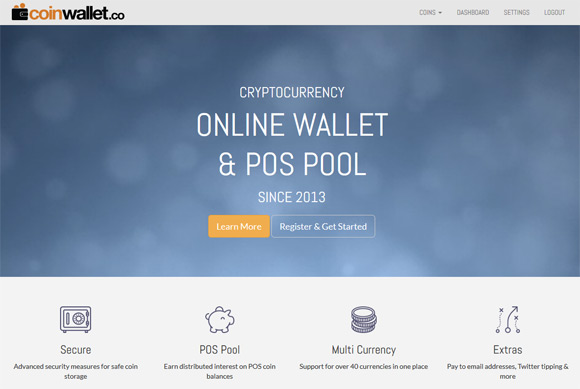 coinwallet.co
COINS
DASHBOARD
SETTINGS
LOGOUT
CRYPTOCURRENCY
ONLINE WALLET
& POS POOL
SINCE 2013
Learn More
Register & Get Started
Secure
Advanced security measures for safe coin
storage
POS Pool
Earn distributed interest on POS coin
balances
Multi Currency
Support for over 40 currencies in one place
Extras
Pay to email addresses, Twitter tipping &
more